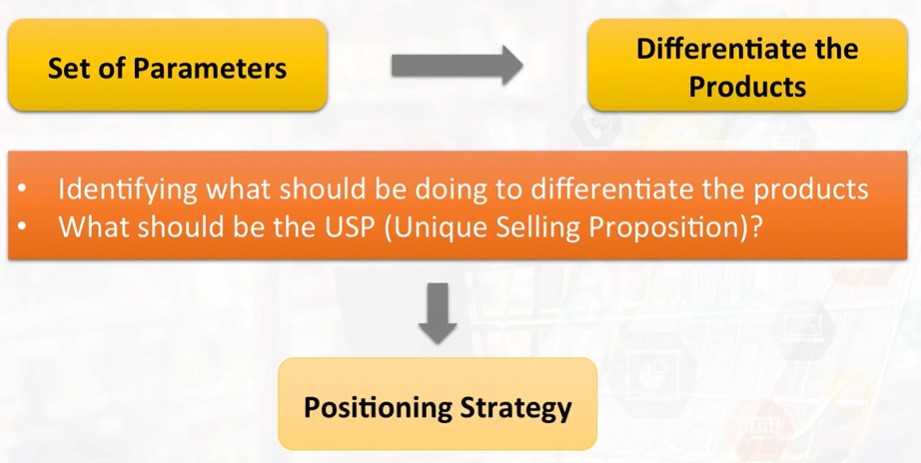 Set of Parameters
Differentiate the
Products
• Identifying what should be doing to differentiate the products
• What should be the USP (Unique Selling Proposition)?
Positioning Strategy